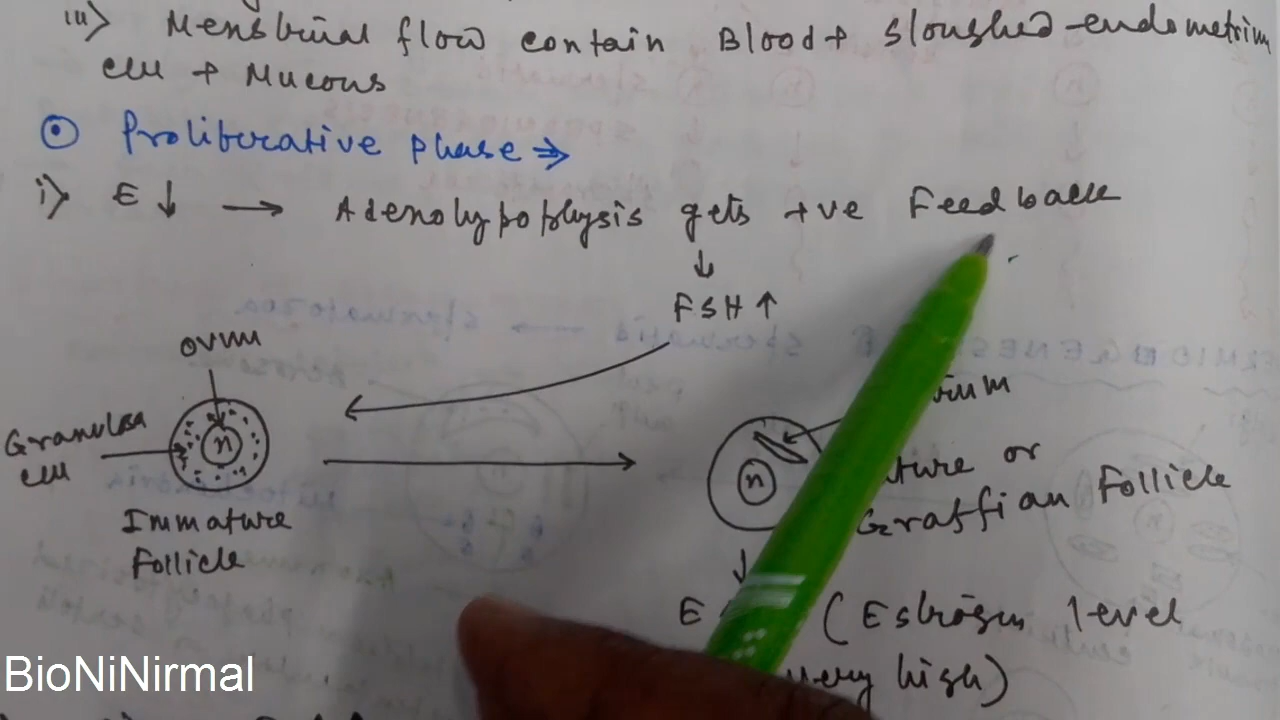 iii) Menstrual flow contain Blood + sloughed-endometrium
cell + Mucous
Proliferative phase ⇒
i) E ↓ → Adenohypophysis gets +ve Feedback
↓
FSH ↑
ovum
Granulosa
cell
n
Immature
Follicle
n
or
Graffian Follicle
↓
E (Estrogen level
very high)
BioNiNirmal